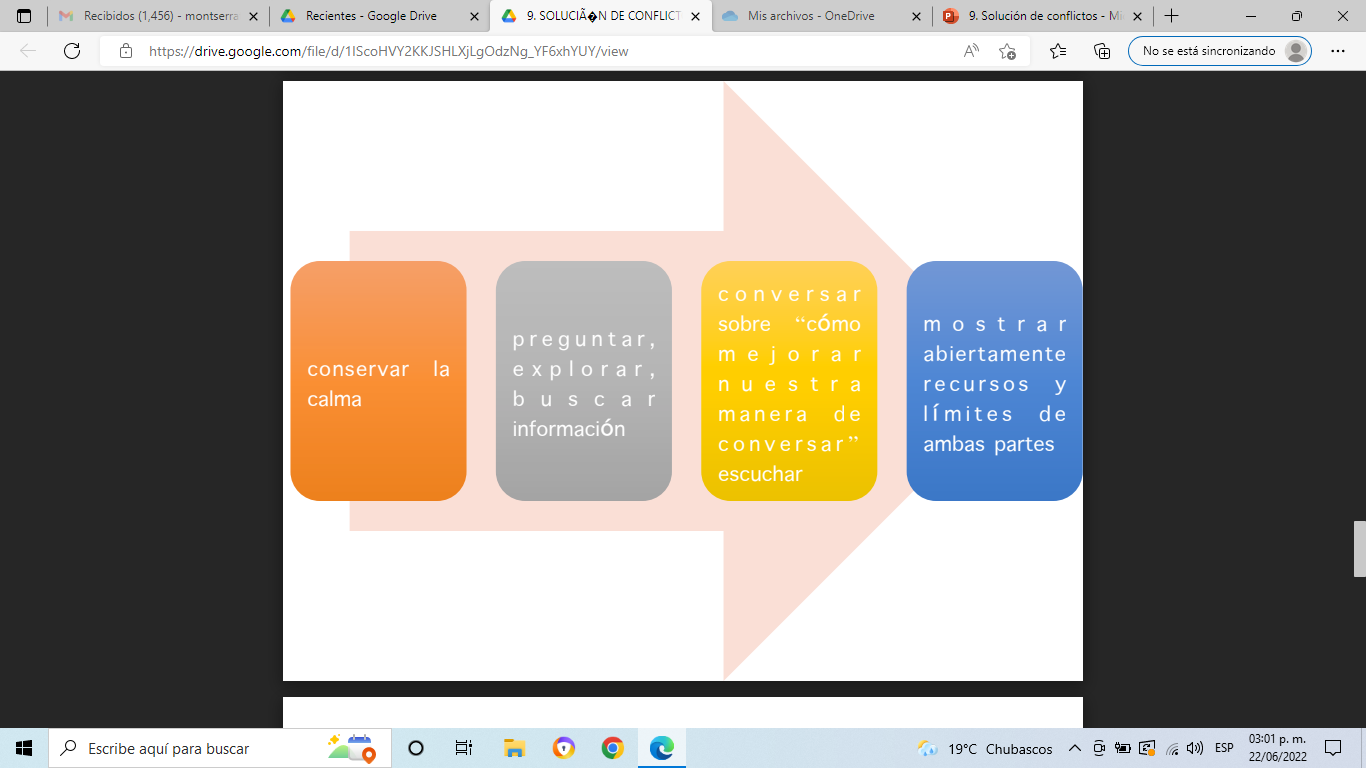 Recibidos (1,456) - montserra
Recientes - Google Drive
9. SOLUCIÃ�N DE CONFLICT
Mis archivos - OneDrive
9. Solución de conflictos - Mi
https://drive.google.com/file/d/1IScoHVY2KKJSHLXjLgOdzNg_YF6xhYUY/view
No se está sincronizando
conservar la
calma
preguntar,
explorar,
buscar
información
conversar
sobre “cómo
mejorar
nuestra
manera de
conversar”
escuchar
mostrar
abiertamente
recursos y
límites de
ambas partes
Escribe aquí para buscar
19°C Chubascos
ESP
03:01 p. m.
22/06/2022